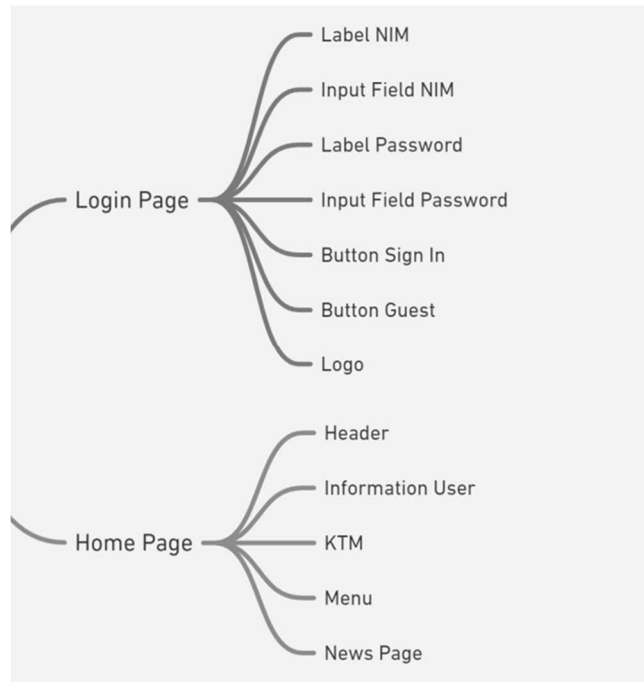 Label NIM
Input Field NIM
Label Password
Login Page
Input Field Password
Button Sign In
Button Guest
Logo
Header
Information User
Home Page
KTM
Menu
News Page